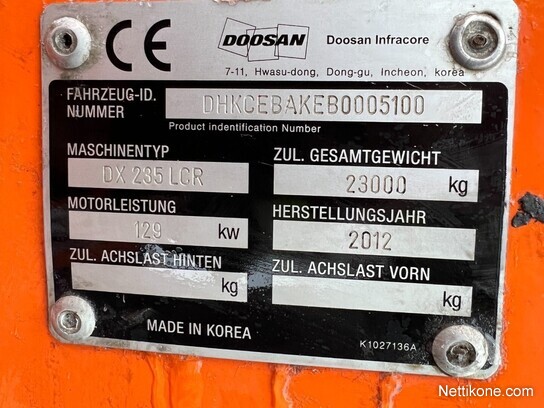 CE DOOSAN Doosan Infracore
7-11, Hwasu-dong, Dong-gu, Incheon, korea
FAHRZEUG-ID. NUMMER DHKCEBAKEB0005100
Product indentification Number
MASCHINENTYP ZUL. GESAMTGEWICHT
DX 235 LCR 23000 kg
MOTORLEISTUNG HERSTELLUNGSJAHR
129 kw 2012
ZUL. ACHSLAST HINTEN ZUL. ACHSLAST VORN
kg kg
MADE IN KOREA K1027136A
Nettikone.com